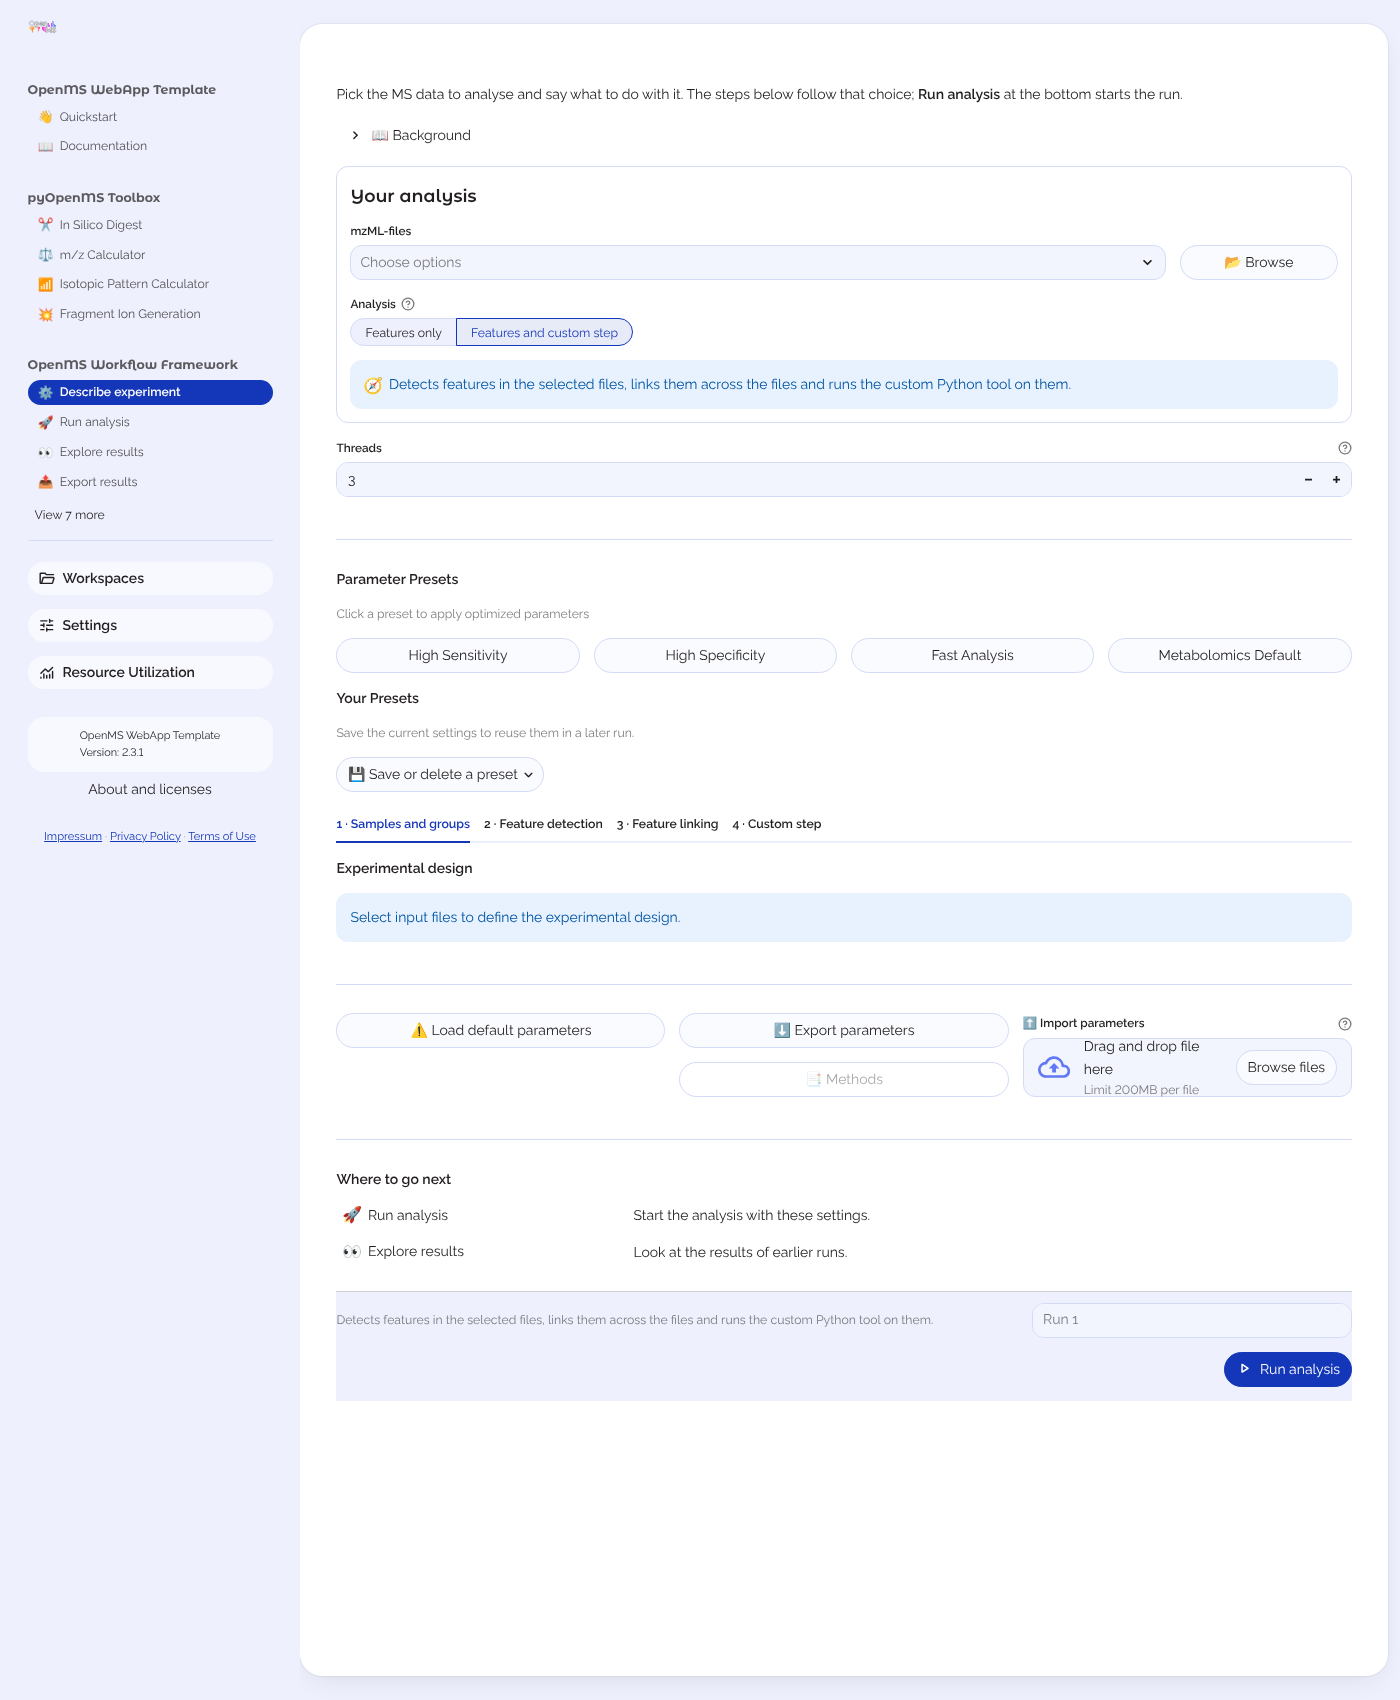 OpenMS WebApp Template
Quickstart
Documentation
pyOpenMS Toolbox
In Silico Digest
m/z Calculator
Isotopic Pattern Calculator
Fragment Ion Generation
OpenMS Workflow Framework
Describe experiment
Run analysis
Explore results
Export results
View 7 more
Workspaces
Settings
Resource Utilization
OpenMS WebApp Template
Version: 2.3.1
About and licenses
Impressum · Privacy Policy · Terms of Use
Pick the MS data to analyse and say what to do with it. The steps below follow that choice; Run analysis at the bottom starts the run.
Background
Your analysis
mzML-files
Choose options
Browse
Analysis
Features only
Features and custom step
Detects features in the selected files, links them across the files and runs the custom Python tool on them.
Threads
3
Parameter Presets
Click a preset to apply optimized parameters
High Sensitivity
High Specificity
Fast Analysis
Metabolomics Default
Your Presets
Save the current settings to reuse them in a later run.
Save or delete a preset
1 · Samples and groups
2 · Feature detection
3 · Feature linking
4 · Custom step
Experimental design
Select input files to define the experimental design.
Load default parameters
Export parameters
Methods
Import parameters
Drag and drop file
here
Limit 200MB per file
Browse files
Where to go next
Run analysis
Start the analysis with these settings.
Explore results
Look at the results of earlier runs.
Detects features in the selected files, links them across the files and runs the custom Python tool on them.
Run 1
Run analysis